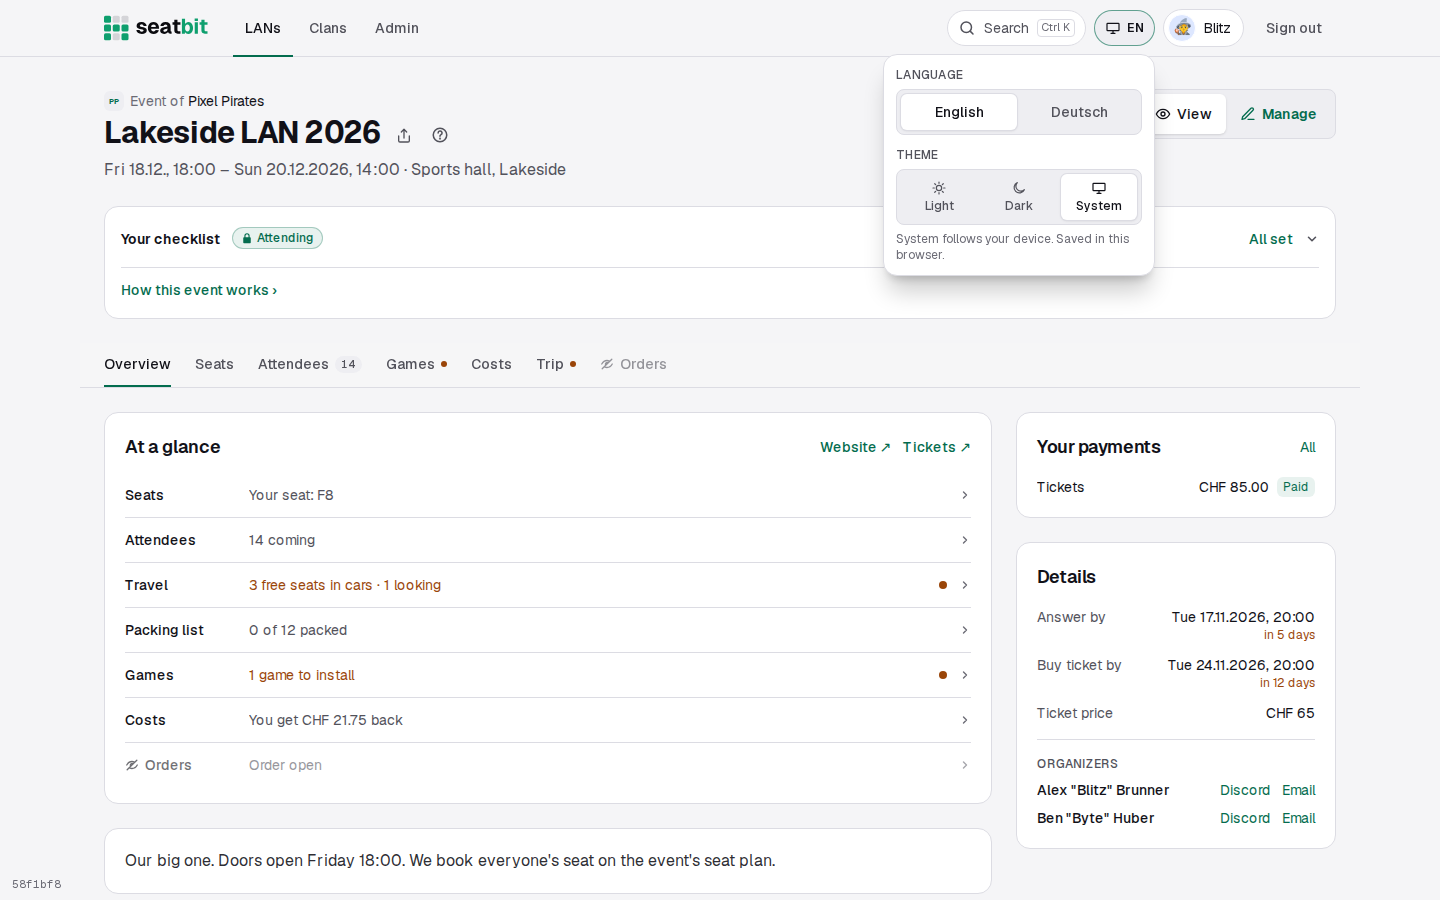 seatbit
LANs Clans Admin
Search Ctrl K
EN
Blitz
Sign out
LANGUAGE
English Deutsch
THEME
Light Dark System
System follows your device. Saved in this
browser.
PP Event of Pixel Pirates
Lakeside LAN 2026
Fri 18.12., 18:00 – Sun 20.12.2026, 14:00 · Sports hall, Lakeside
View Manage
Your checklist Attending
All set
How this event works ›
Overview Seats Attendees 14 Games Costs Trip Orders
At a glance
Website ↗ Tickets ↗
Seats Your seat: F8
Attendees 14 coming
Travel 3 free seats in cars · 1 looking
Packing list 0 of 12 packed
Games 1 game to install
Costs You get CHF 21.75 back
Orders Order open
Our big one. Doors open Friday 18:00. We book everyone's seat on the event's seat plan.
Your payments All
Tickets CHF 85.00 Paid
Details
Answer by Tue 17.11.2026, 20:00
in 5 days
Buy ticket by Tue 24.11.2026, 20:00
in 12 days
Ticket price CHF 65
ORGANIZERS
Alex "Blitz" Brunner Discord Email
Ben "Byte" Huber Discord Email
58f1bf8